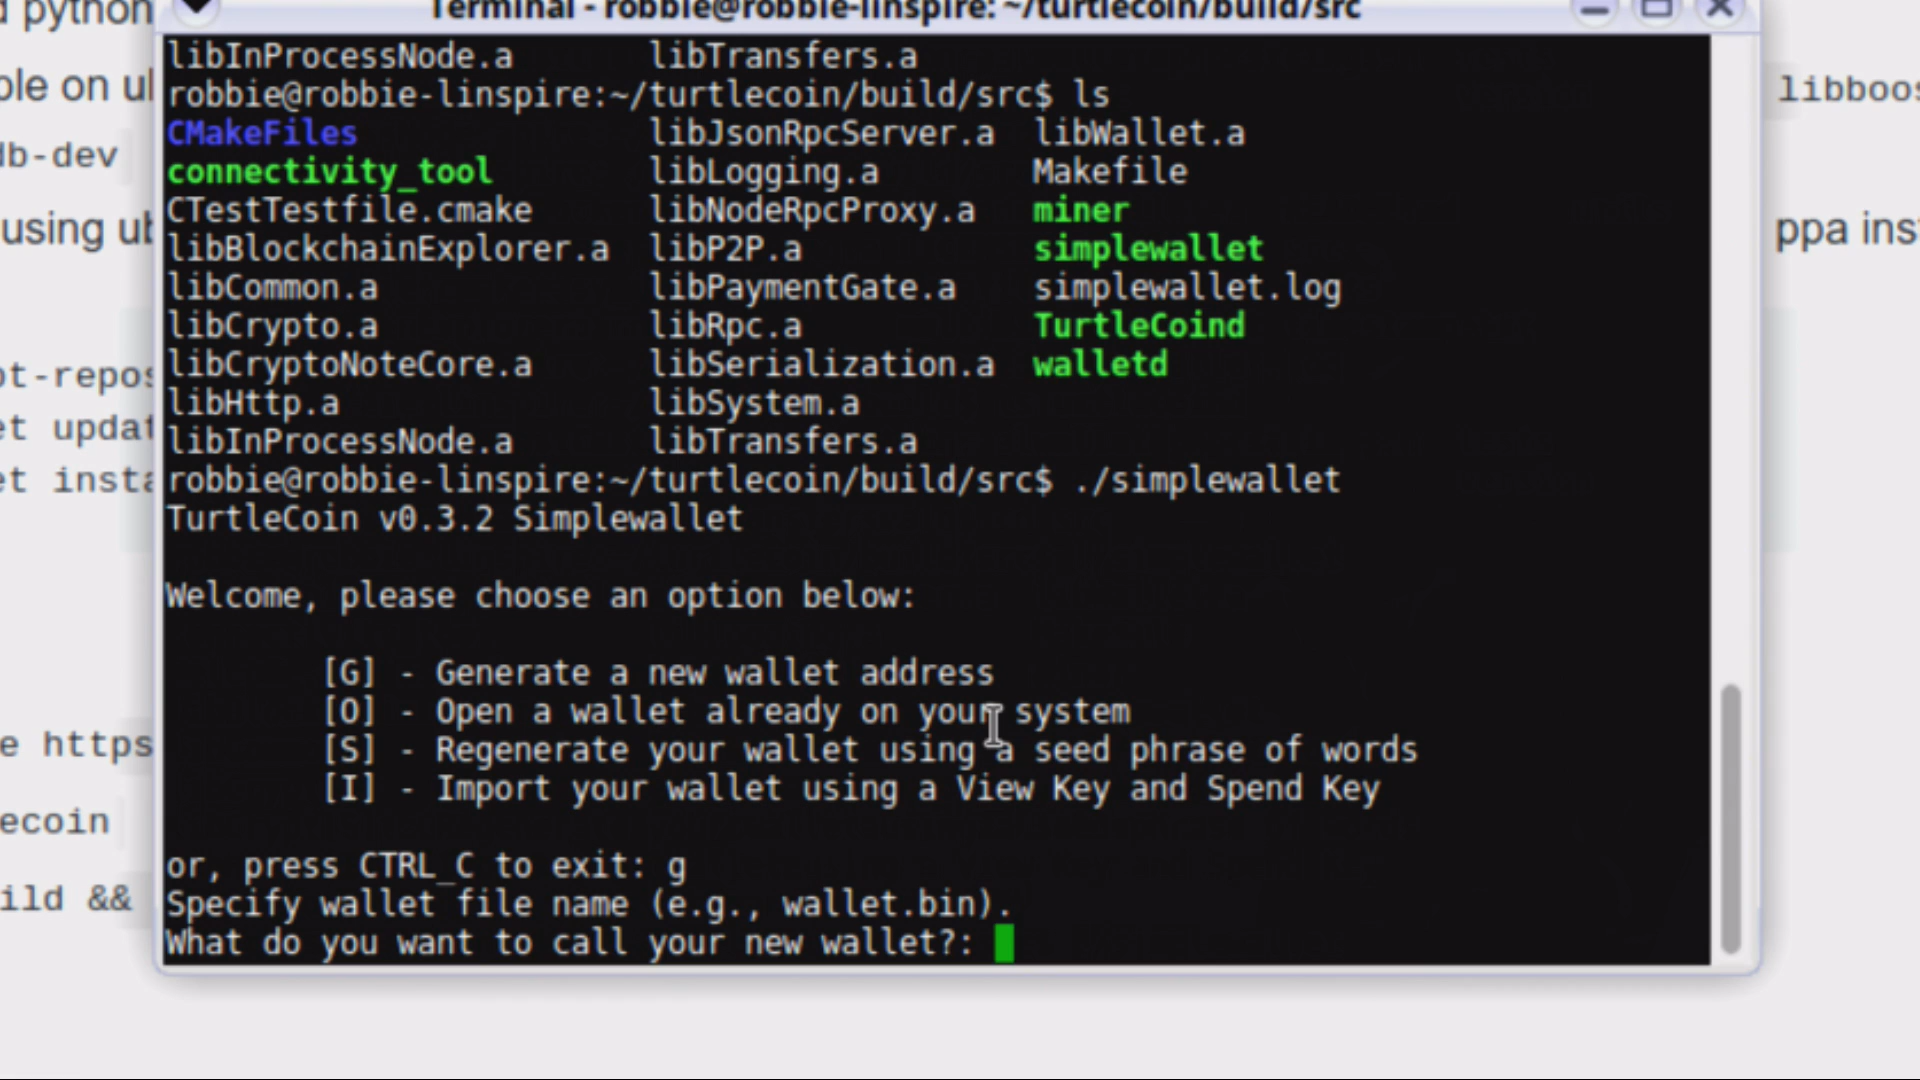 Terminal - robbie@robbie-linspire: ~/turtlecoin/build/src
libInProcessNode.a libTransfers.a
robbie@robbie-linspire:~/turtlecoin/build/src$ ls
CMakeFiles libJsonRpcServer.a libWallet.a
connectivity_tool libLogging.a Makefile
CTestTestfile.cmake libNodeRpcProxy.a miner
libBlockchainExplorer.a libP2P.a simplewallet
libCommon.a libPaymentGate.a simplewallet.log
libCrypto.a libRpc.a TurtleCoind
libCryptoNoteCore.a libSerialization.a walletd
libHttp.a libSystem.a
libInProcessNode.a libTransfers.a
robbie@robbie-linspire:~/turtlecoin/build/src$ ./simplewallet
TurtleCoin v0.3.2 Simplewallet
Welcome, please choose an option below:
[G] - Generate a new wallet address
[O] - Open a wallet already on your system
[S] - Regenerate your wallet using a seed phrase of words
[I] - Import your wallet using a View Key and Spend Key
or, press CTRL_C to exit: g
Specify wallet file name (e.g., wallet.bin).
What do you want to call your new wallet?:
d python
ble on ul
db-dev
using ub
pt-repos
et updat
et insta
e https
ecoin
ild &&
libboos
ppa ins